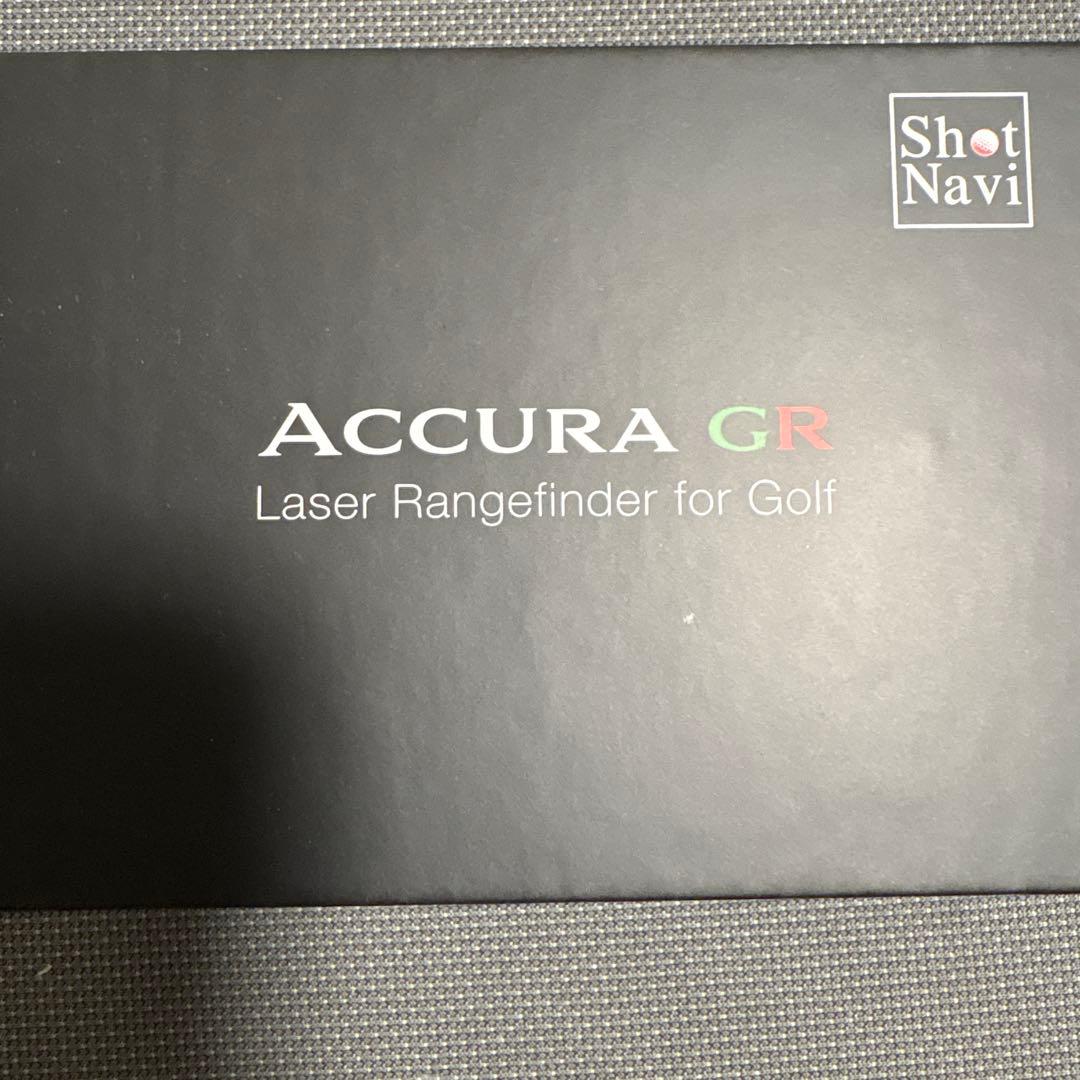 Shot
Navi
ACCURA GR
Laser Rangefinder for Golf